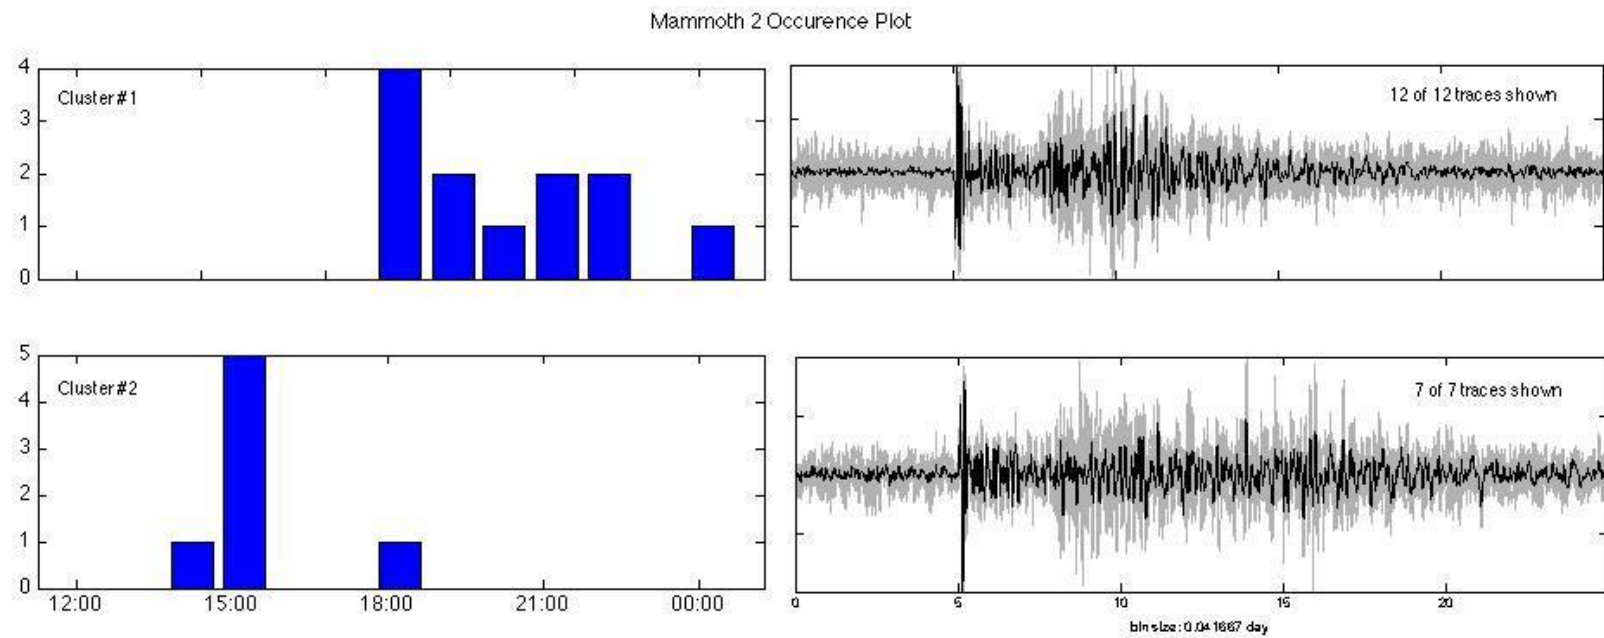 Mammoth 2 Occurence Plot
4
3
2
1
0
Cluster #1
12 of 12 traces shown
5
4
3
2
1
0
Cluster #2
12:00 15:00 18:00 21:00 00:00
7 of 7 traces shown
0 5 10 15 20
bin size: 0.041667 day